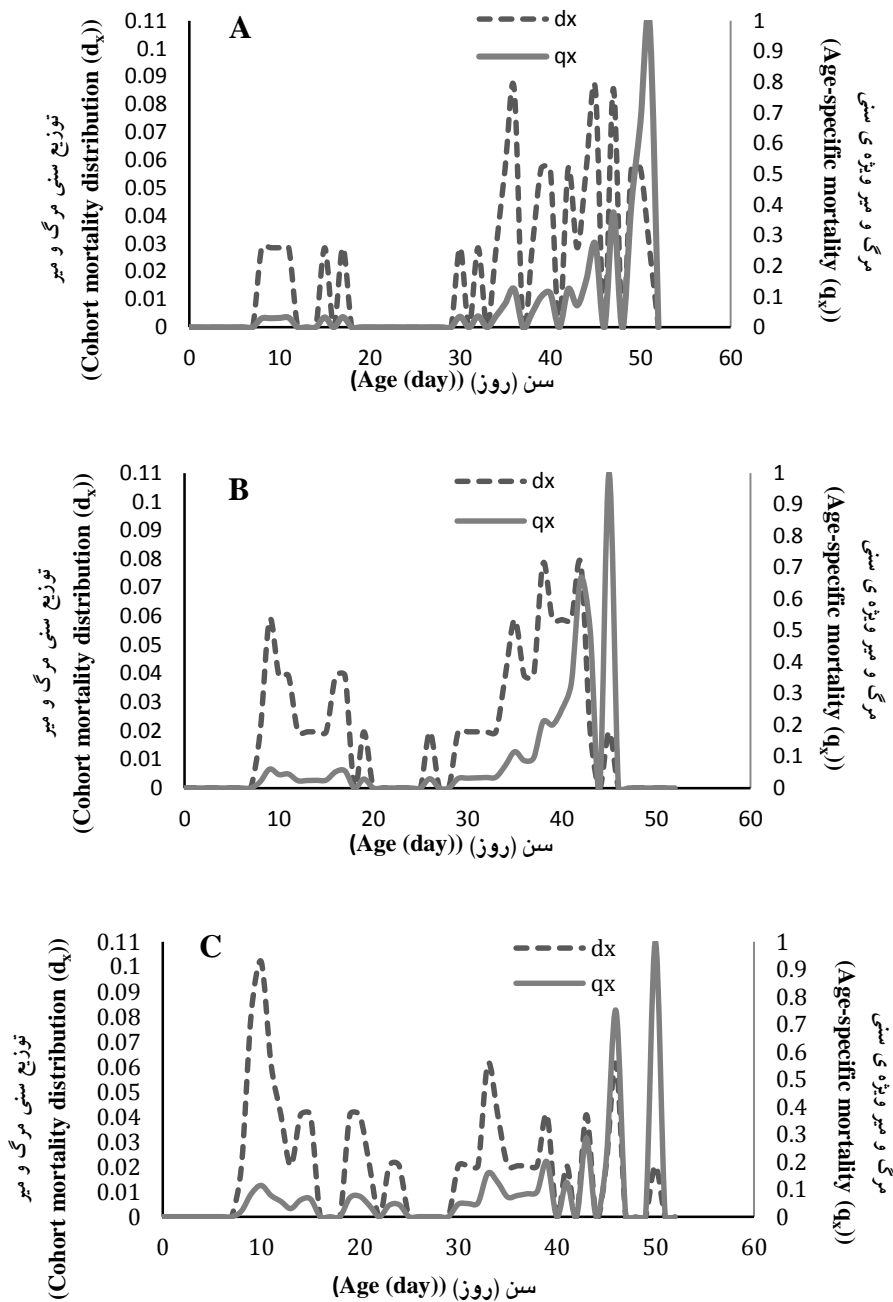 A
dx
qx
0.11
0.1
0.09
0.08
0.07
0.06
0.05
0.04
0.03
0.02
0.01
0
1
0.9
0.8
0.7
0.6
0.5
0.4
0.3
0.2
0.1
0
0 10 20 30 40 50 60
توزیع سنی مرگ و میر
((Cohort mortality distribution (dx))
مرگ و میر ویژه ی سنی
(Age-specific mortality (qx))
سن (روز) (Age (day))
B
dx
qx
0.11
0.1
0.09
0.08
0.07
0.06
0.05
0.04
0.03
0.02
0.01
0
1
0.9
0.8
0.7
0.6
0.5
0.4
0.3
0.2
0.1
0
0 10 20 30 40 50 60
توزیع سنی مرگ و میر
((Cohort mortality distribution (dx))
مرگ و میر ویژه ی سنی
(Age-specific mortality (qx))
سن (روز) (Age (day))
C
dx
qx
0.11
0.1
0.09
0.08
0.07
0.06
0.05
0.04
0.03
0.02
0.01
0
1
0.9
0.8
0.7
0.6
0.5
0.4
0.3
0.2
0.1
0
0 10 20 30 40 50 60
توزیع سنی مرگ و میر
((Cohort mortality distribution (dx))
مرگ و میر ویژه ی سنی
(Age-specific mortality (qx))
سن (روز) (Age (day))